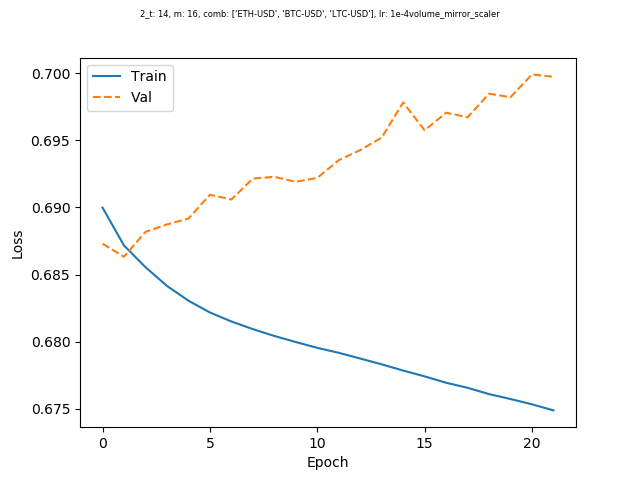 2_t: 14, m: 16, comb: ['ETH-USD', 'BTC-USD', 'LTC-USD'], lr: 1e-4volume_mirror_scaler
Train
Val
0.700
0.695
0.690
0.685
0.680
0.675
Loss
0 5 10 15 20
Epoch